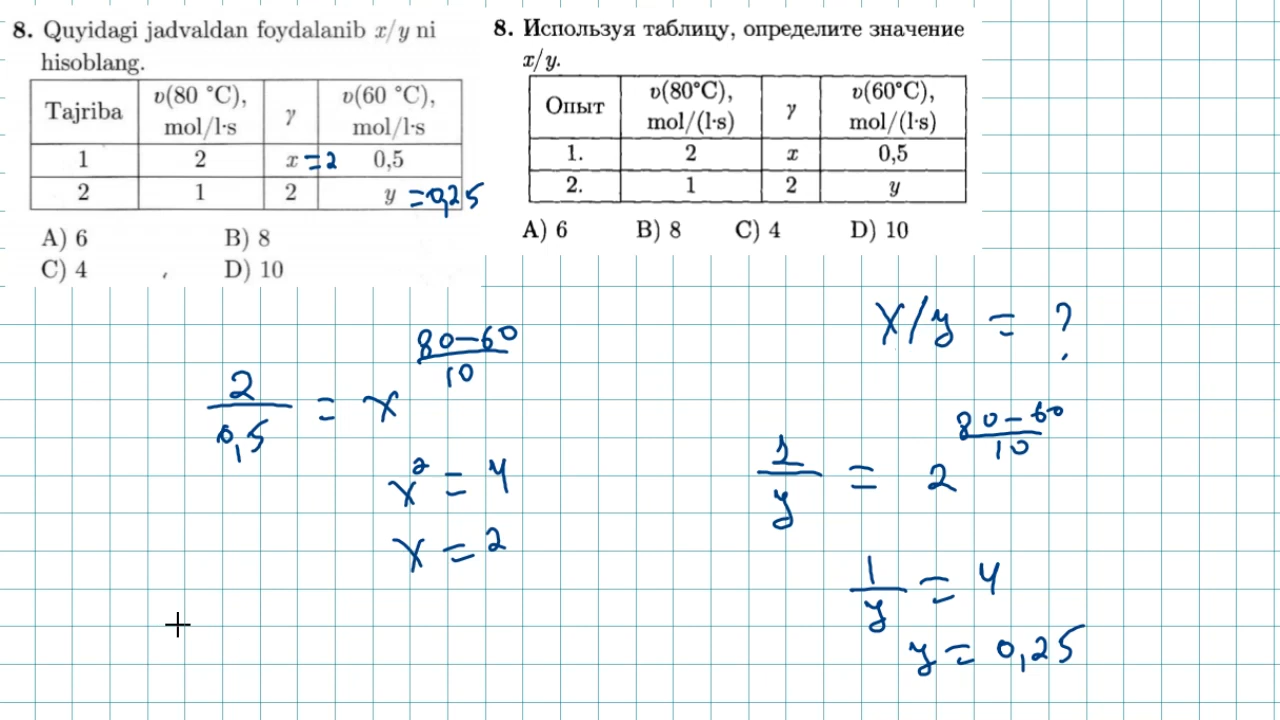 8. Quyidagi jadvaldan foydalanib x/y ni
hisoblang.
Tajriba υ(80 °C), mol/l·s γ υ(60 °C), mol/l·s
1 2 x =2 0,5
2 1 2 y =0,25
A) 6 B) 8
C) 4 D) 10
8. Используя таблицу, определите значение
x/y.
Опыт υ(80°C), mol/(l·s) γ υ(60°C), mol/(l·s)
1. 2 x 0,5
2. 1 2 y
A) 6 B) 8 C) 4 D) 10
x/y = ?
2/0,5 = x^(80-60)/10
x² = 4
x = 2
1/y = 2^(80-60)/10
1/y = 4
y = 0,25